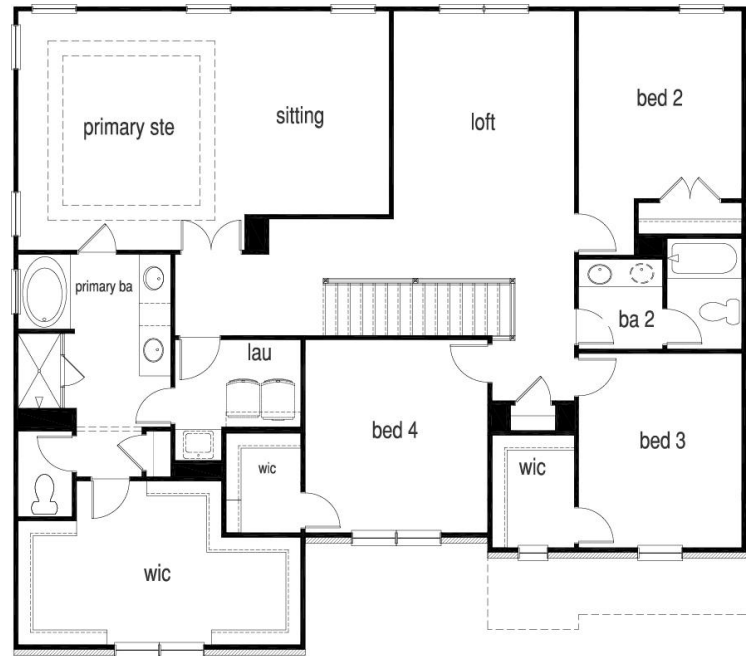 bed 2
sitting
loft
primary ste
primary ba
ba 2
lau
bed 4
bed 3
wic
wic
wic